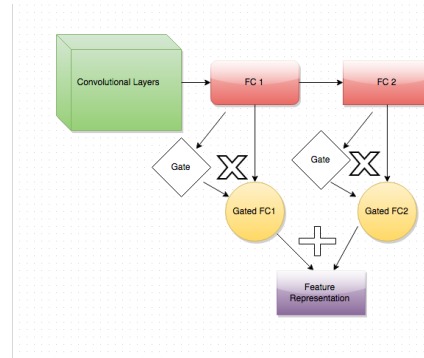 Convolutional Layers
FC 1
FC 2
Gate
Gate
Gated FC1
Gated FC2
Feature
Representation